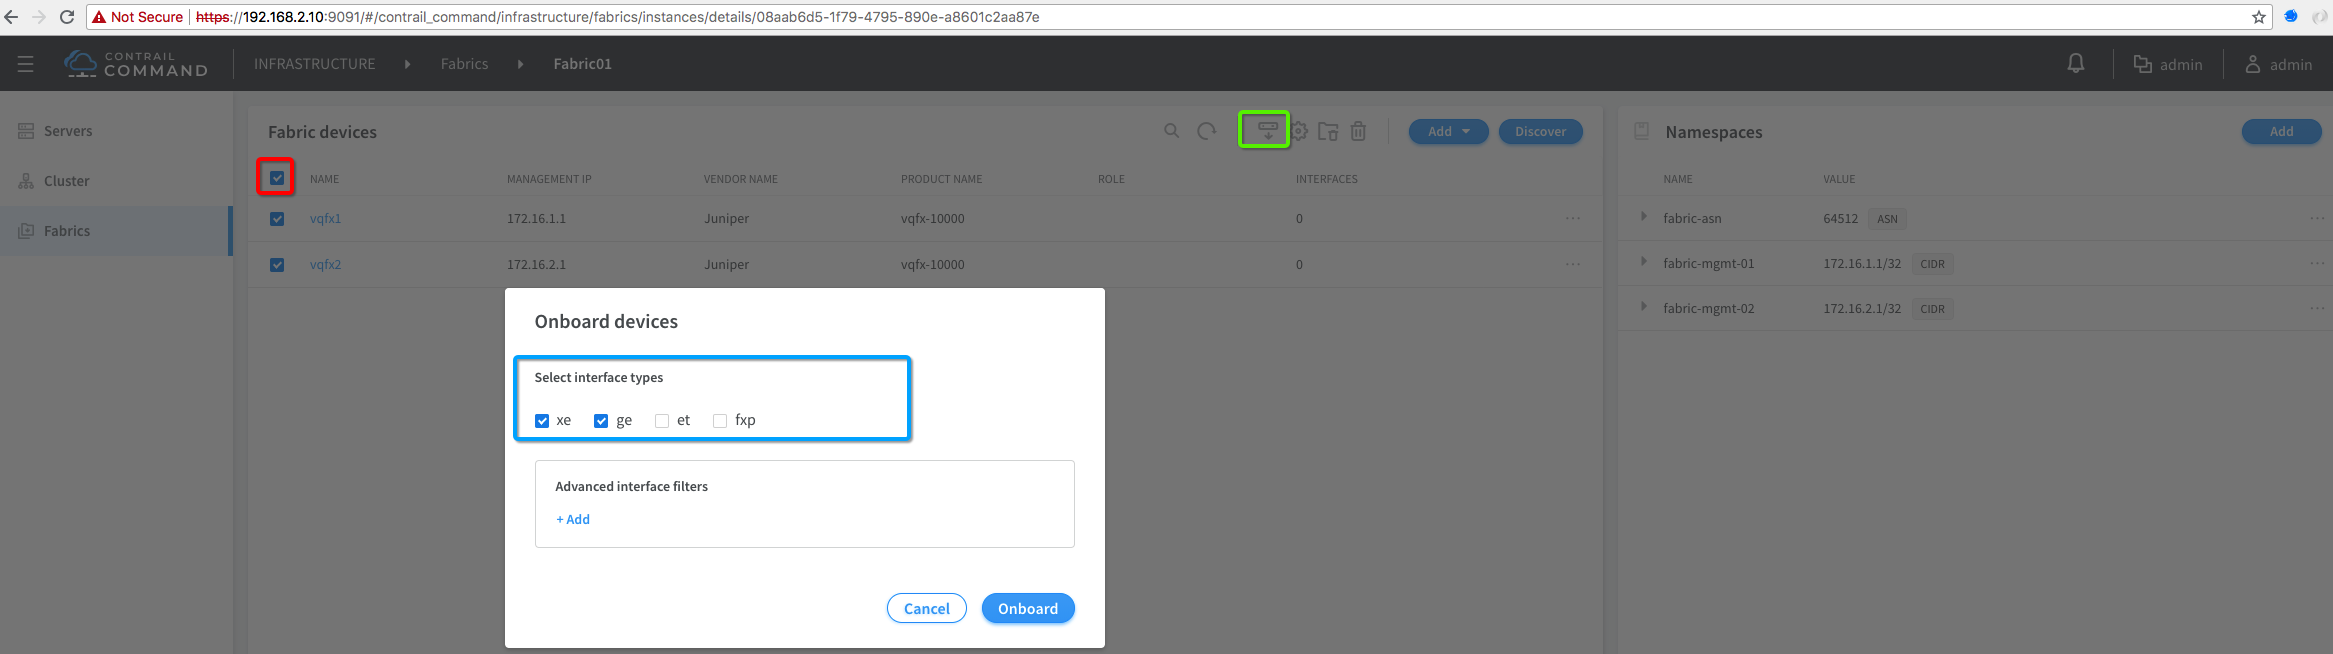 Not Secure | https://192.168.2.10:9091/#/contrail_command/infrastructure/fabrics/instances/details/08aab6d5-1f79-4795-890e-a8601c2aa87e
CONTRAIL
COMMAND
INFRASTRUCTURE Fabrics Fabric01 admin admin
Servers
Cluster
Fabrics
Fabric devices Add Discover
NAME MANAGEMENT IP VENDOR NAME PRODUCT NAME ROLE INTERFACES
vqfx1 172.16.1.1 Juniper vqfx-10000 0 ...
vqfx2 172.16.2.1 Juniper vqfx-10000 0 ...
Onboard devices
Select interface types
xe ge et fxp
Advanced interface filters
+ Add
Cancel Onboard
Namespaces Add
NAME VALUE
fabric-asn 64512 ASN ...
fabric-mgmt-01 172.16.1.1/32 CIDR ...
fabric-mgmt-02 172.16.2.1/32 CIDR ...